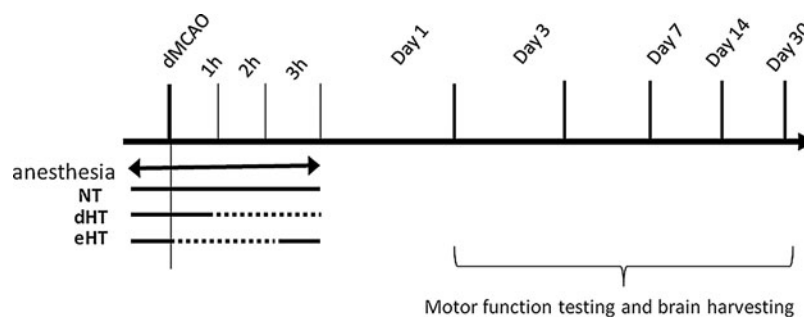 dMCAO
1h
2h
3h
Day 1
Day 3
Day 7
Day 14
Day 30
anesthesia
NT
dHT
eHT
Motor function testing and brain harvesting